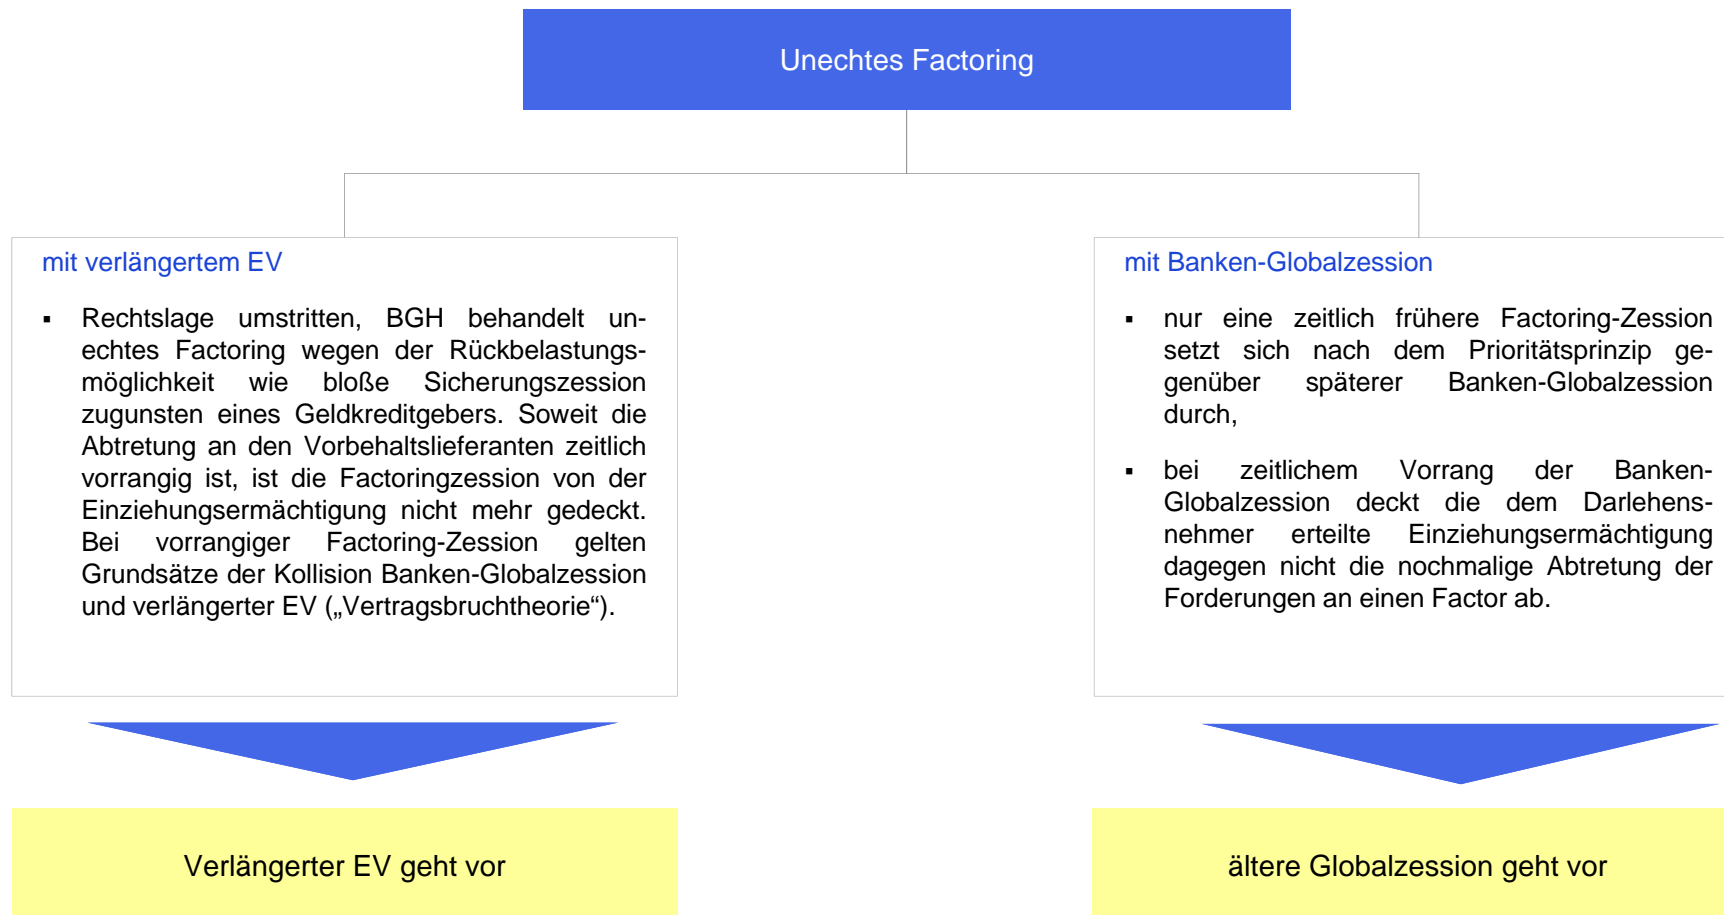 Unechtes Factoring
mit verlängertem EV
▪ Rechtslage umstritten, BGH behandelt un-
echtes Factoring wegen der Rückbelastungs-
möglichkeit wie bloße Sicherungszession
zugunsten eines Geldkreditgebers. Soweit die
Abtretung an den Vorbehaltslieferanten zeitlich
vorrangig ist, ist die Factoringzession von der
Einziehungsermächtigung nicht mehr gedeckt.
Bei vorrangiger Factoring-Zession gelten
Grundsätze der Kollision Banken-Globalzession
und verlängerter EV („Vertragsbruchtheorie“).
Verlängerter EV geht vor
mit Banken-Globalzession
▪ nur eine zeitlich frühere Factoring-Zession
setzt sich nach dem Prioritätsprinzip ge-
genüber späterer Banken-Globalzession
durch,
▪ bei zeitlichem Vorrang der Banken-
Globalzession deckt die dem Darlehens-
nehmer erteilte Einziehungsermächtigung
dagegen nicht die nochmalige Abtretung der
Forderungen an einen Factor ab.
ältere Globalzession geht vor